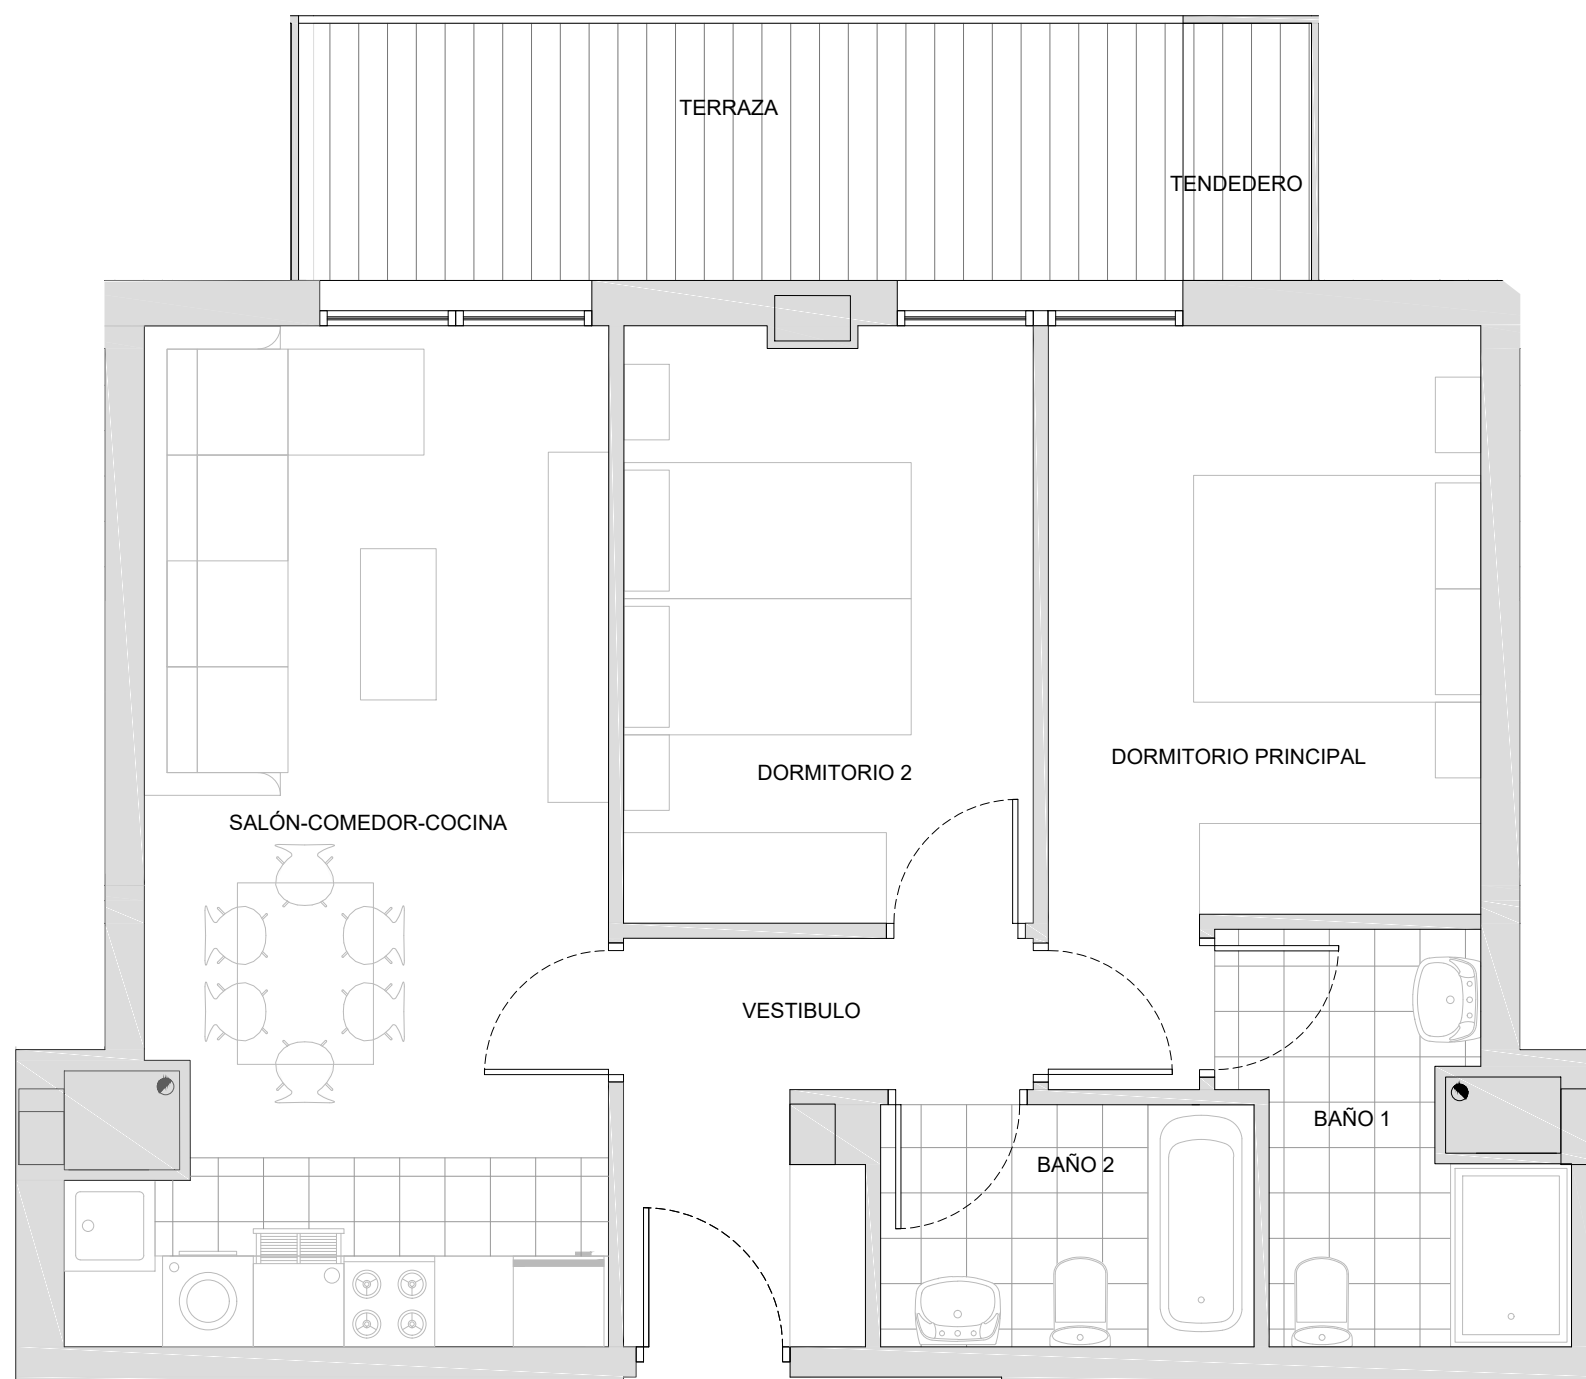 TERRAZA
TENDEDERO
DORMITORIO PRINCIPAL
DORMITORIO 2
SALÓN-COMEDOR-COCINA
VESTIBULO
BAÑO 1
BAÑO 2